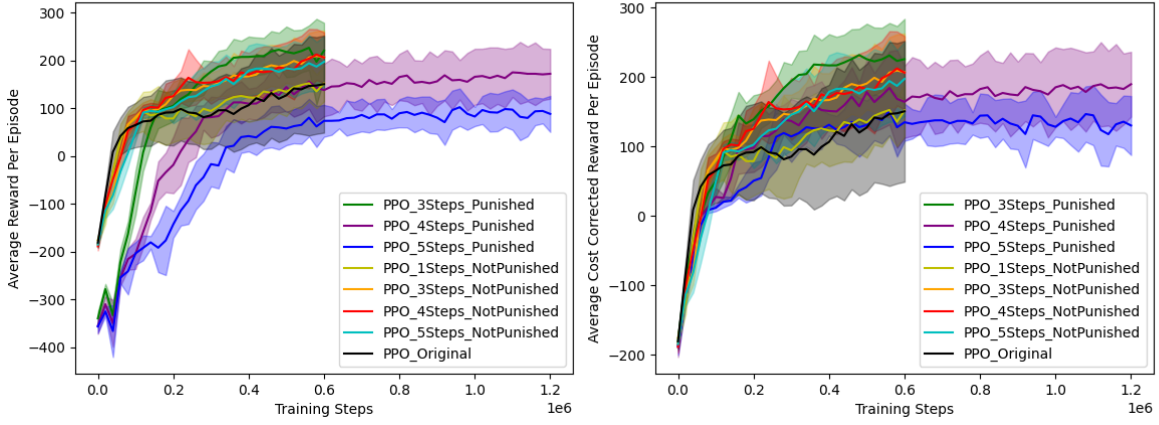 Average Reward Per Episode
300
200
100
0
−100
−200
−300
−400
0.0
0.2
0.4
0.6
0.8
1.0
1.2
1e6
Training Steps
PPO_3Steps_Punished
PPO_4Steps_Punished
PPO_5Steps_Punished
PPO_1Steps_NotPunished
PPO_3Steps_NotPunished
PPO_4Steps_NotPunished
PPO_5Steps_NotPunished
PPO_Original
Average Cost Corrected Reward Per Episode
300
200
100
0
−100
−200
0.0
0.2
0.4
0.6
0.8
1.0
1.2
1e6
Training Steps
PPO_3Steps_Punished
PPO_4Steps_Punished
PPO_5Steps_Punished
PPO_1Steps_NotPunished
PPO_3Steps_NotPunished
PPO_4Steps_NotPunished
PPO_5Steps_NotPunished
PPO_Original